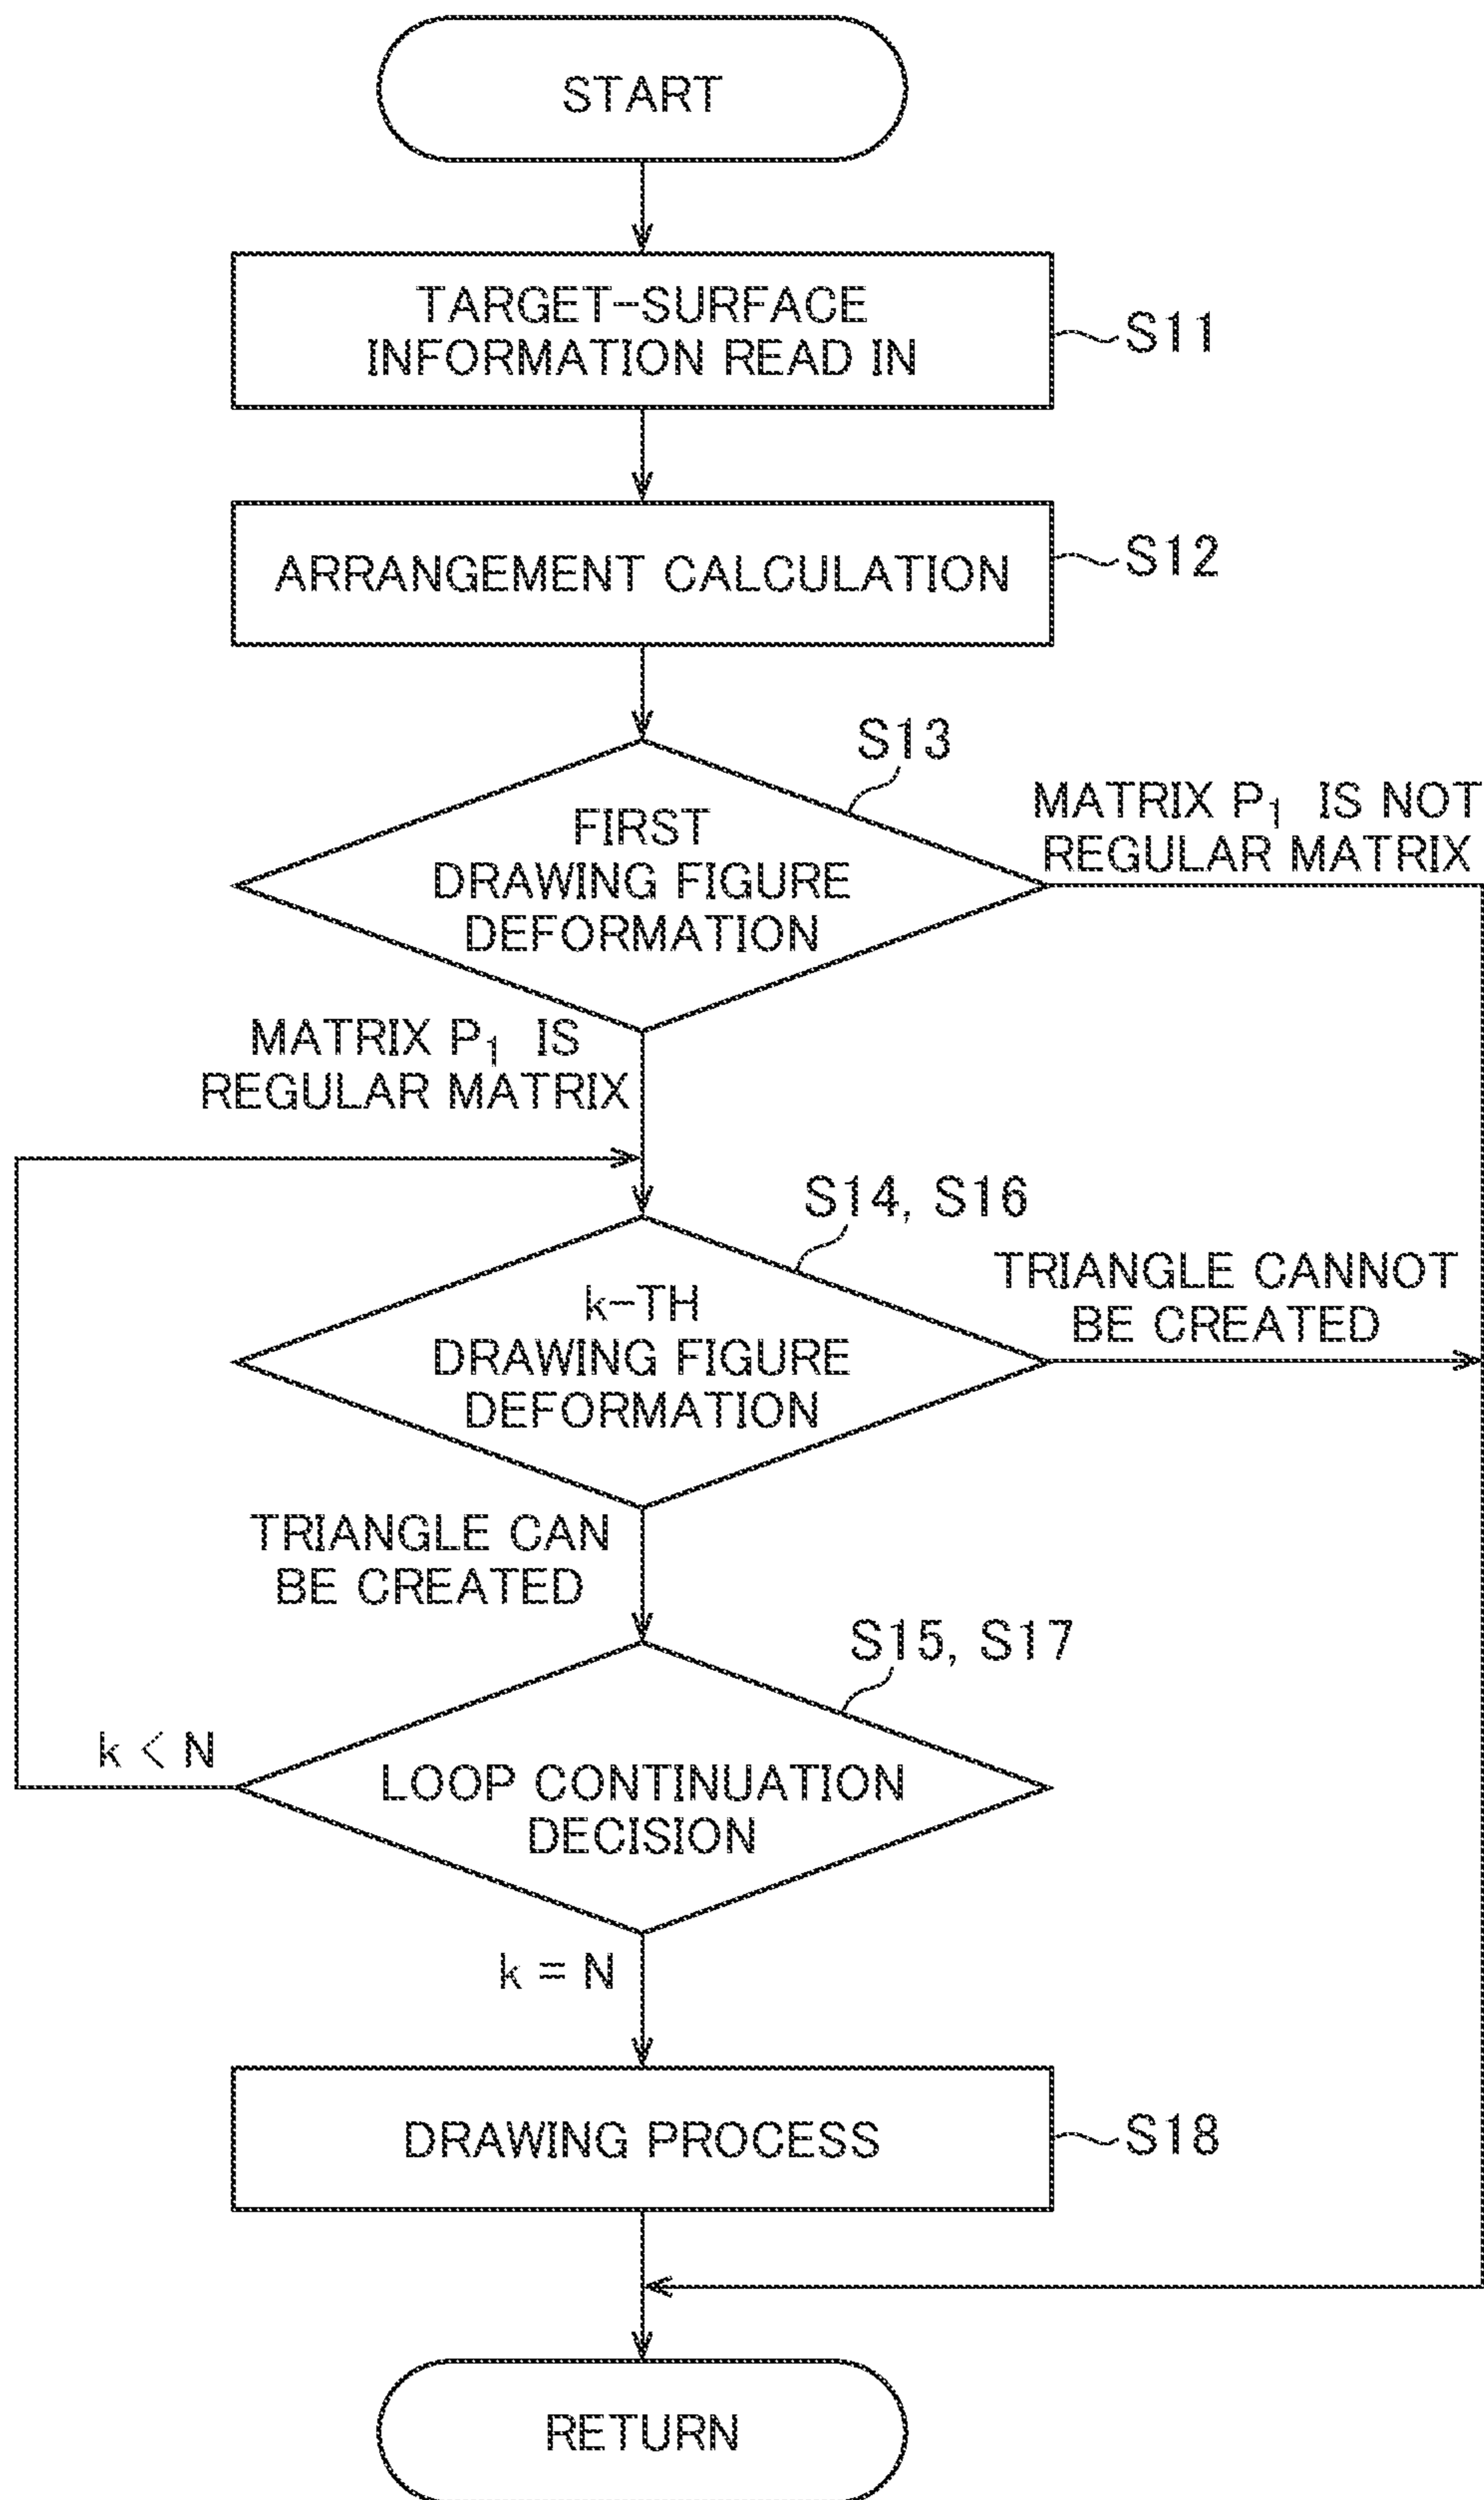 START
TARGET-SURFACE
INFORMATION READ IN
S11
ARRANGEMENT CALCULATION
S12
S13
FIRST
DRAWING FIGURE
DEFORMATION
MATRIX P₁ IS NOT
REGULAR MATRIX
MATRIX P₁ IS
REGULAR MATRIX
S14, S16
k-TH
DRAWING FIGURE
DEFORMATION
TRIANGLE CANNOT
BE CREATED
TRIANGLE CAN
BE CREATED
S15, S17
k < N
LOOP CONTINUATION
DECISION
k = N
DRAWING PROCESS
S18
RETURN